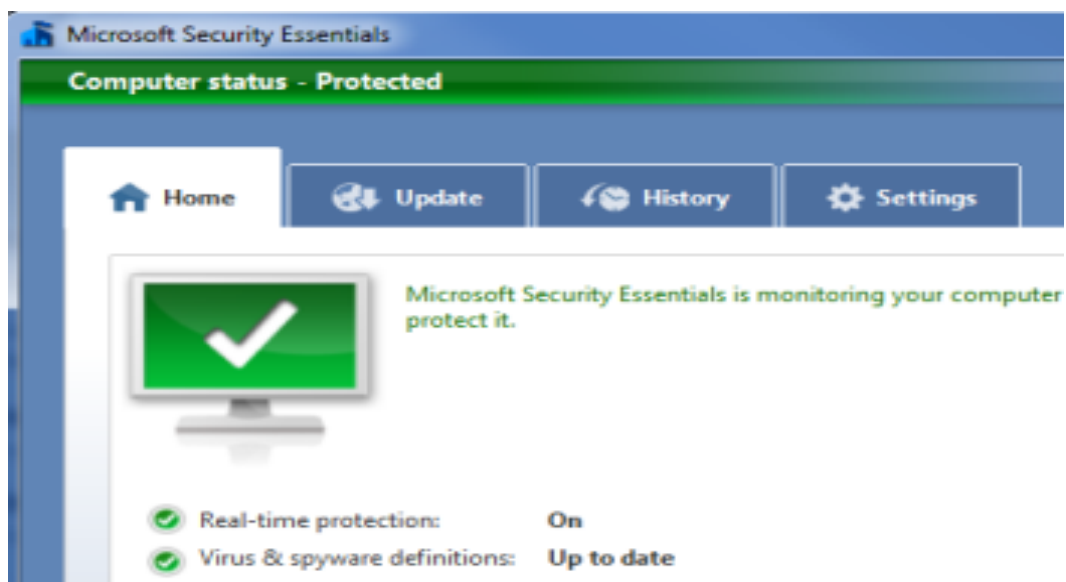 Microsoft Security Essentials
Computer status - Protected
Home
Update
History
Settings
Microsoft Security Essentials is monitoring your computer
protect it.
Real-time protection: On
Virus & spyware definitions: Up to date